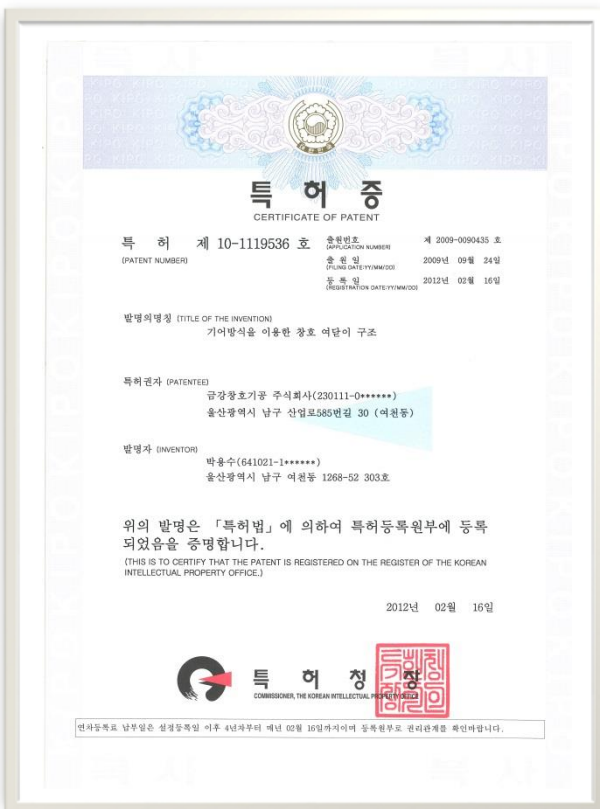 특허증
CERTIFICATE OF PATENT
특 허 제 10-1119536 호
(PATENT NUMBER)
출원번호 제 2009-0090435 호
(APPLICATION NUMBER)
출 원 일 2009년 09월 24일
(FILING DATE:YY/MM/DD)
등 록 일 2012년 02월 16일
(REGISTRATION DATE:YY/MM/DD)
발명의명칭 (TITLE OF THE INVENTION)
기어방식을 이용한 창호 여닫이 구조
특허권자 (PATENTEE)
금강창호기공 주식회사(230111-0******)
울산광역시 남구 산업로585번길 30 (여천동)
발명자 (INVENTOR)
박용수(641021-1******)
울산광역시 남구 여천동 1268-52 303호
위의 발명은 「특허법」에 의하여 특허등록원부에 등록
되었음을 증명합니다.
(THIS IS TO CERTIFY THAT THE PATENT IS REGISTERED ON THE REGISTER OF THE KOREAN
INTELLECTUAL PROPERTY OFFICE.)
2012년 02월 16일
특 허 청 장
COMMISSIONER, THE KOREAN INTELLECTUAL PROPERTY OFFICE
연차등록료 납부일은 설정등록일 이후 4년차부터 매년 02월 16일까지이며 등록원부로 권리관계를 확인바랍니다.